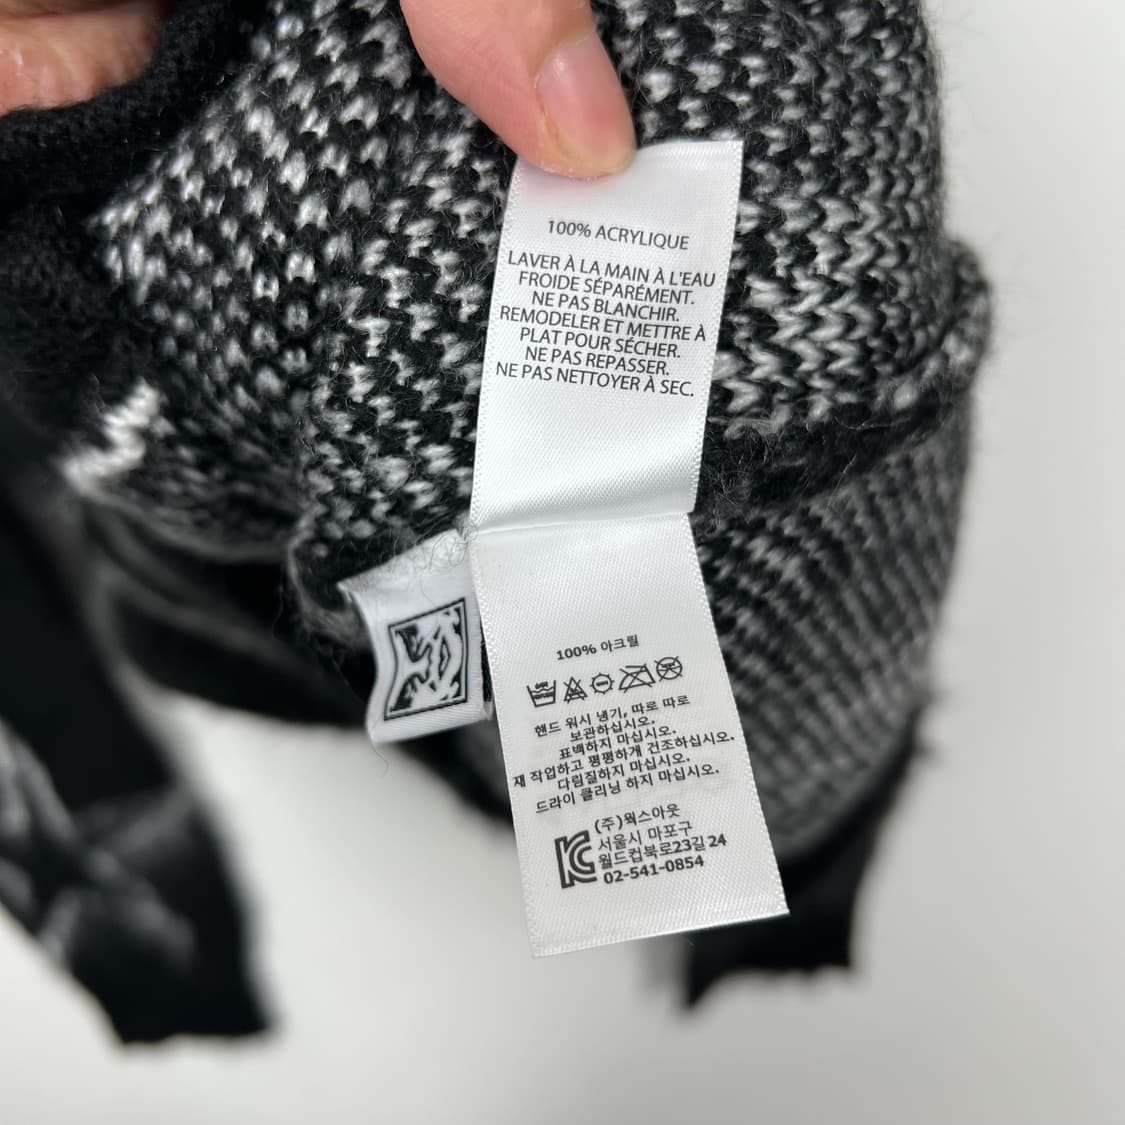 100% ACRYLIQUE
LAVER À LA MAIN À L'EAU
FROIDE SÉPARÉMENT.
NE PAS BLANCHIR.
REMODELER ET METTRE À
PLAT POUR SÉCHER.
NE PAS REPASSER.
NE PAS NETTOYER À SEC.
100% 아크릴
핸드 워시 냉기, 따로 따로
보관하십시오.
표백하지 마십시오.
재 작업하고 평평하게 건조하십시오.
다림질하지 마십시오.
드라이 클리닝 하지 마십시오.
(주)웍스아웃
서울시 마포구
월드컵북로23길 24
02-541-0854